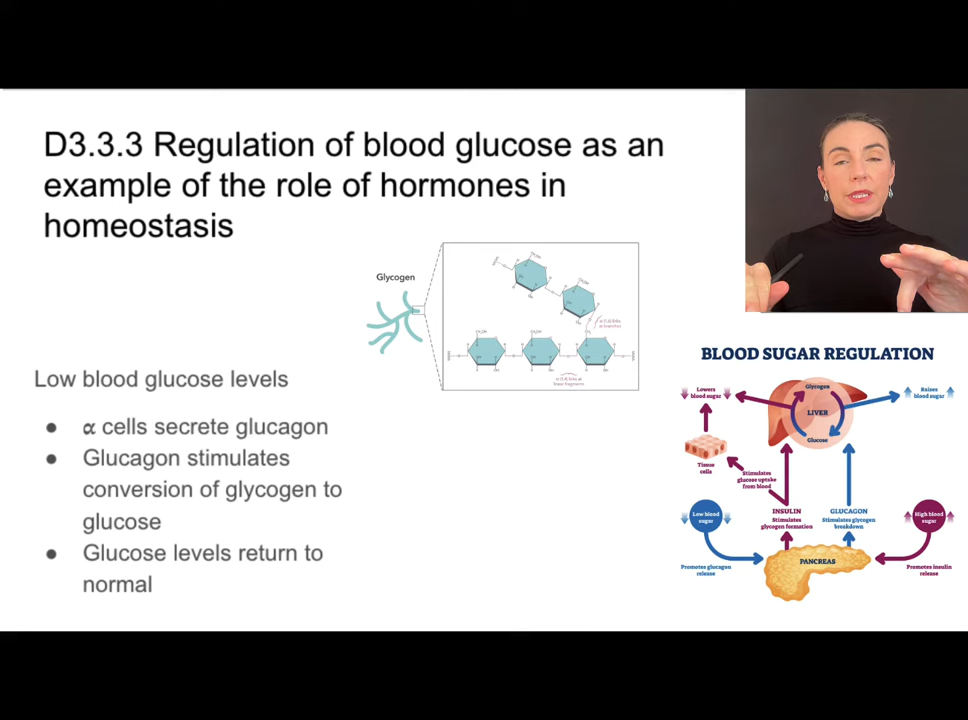 D3.3.3 Regulation of blood glucose as an
example of the role of hormones in
homeostasis
Glycogen
Low blood glucose levels
● α cells secrete glucagon
● Glucagon stimulates
conversion of glycogen to
glucose
● Glucose levels return to
normal
BLOOD SUGAR REGULATION
Lowers
blood sugar
Glycogen
LIVER
Glucose
Raises
blood sugar
Tissue
cells
Stimulates
glucose uptake
from blood
Low blood
sugar
INSULIN
Stimulates
glycogen formation
GLUCAGON
Stimulates glycogen
breakdown
High blood
sugar
PANCREAS
Promotes glucagon
release
Promotes insulin
release